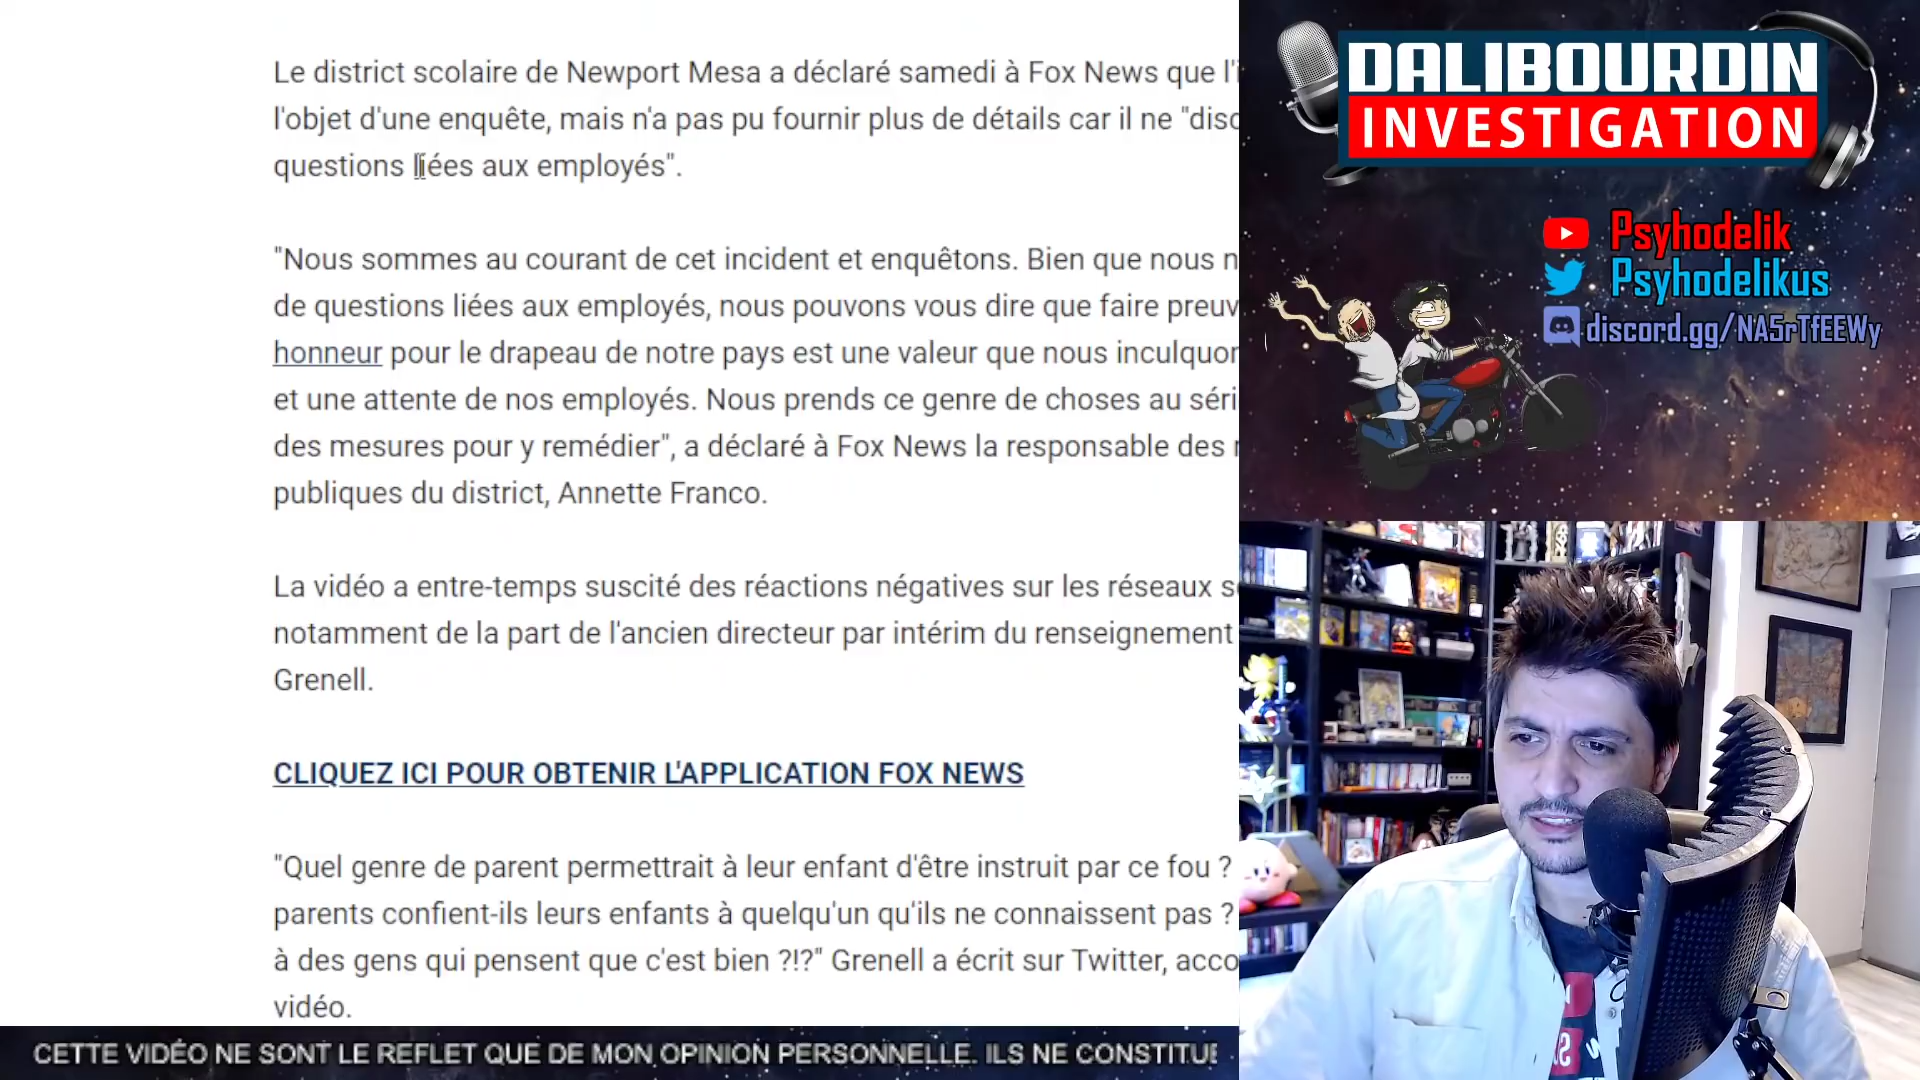 Le district scolaire de Newport Mesa a déclaré samedi à Fox News que
l'objet d'une enquête, mais n'a pas pu fournir plus de détails car il ne
questions liées aux employés".
"Nous sommes au courant de cet incident et enquêtons. Bien que nous
de questions liées aux employés, nous pouvons vous dire que faire
honneur pour le drapeau de notre pays est une valeur que nous
et une attente de nos employés. Nous prends ce genre de choses au
des mesures pour y remédier", a déclaré à Fox News la responsable des
publiques du district, Annette Franco.
La vidéo a entre-temps suscité des réactions négatives sur les réseaux
notamment de la part de l'ancien directeur par intérim du renseignement
Grenell.
CLIQUEZ ICI POUR OBTENIR L'APPLICATION FOX NEWS
"Quel genre de parent permettrait à leur enfant d'être instruit par ce fou ?
parents confient-ils leurs enfants à quelqu'un qu'ils ne connaissent pas ?
à des gens qui pensent que c'est bien ?!?" Grenell a écrit sur Twitter,
vidéo.
CETTE VIDÉO NE SONT LE REFLET QUE DE MON OPINION PERSONNELLE. ILS NE
DALIBOURDIN
INVESTIGATION
Psyhodelik
Psyhodelikus
discord.gg/NA5rTfEEWy